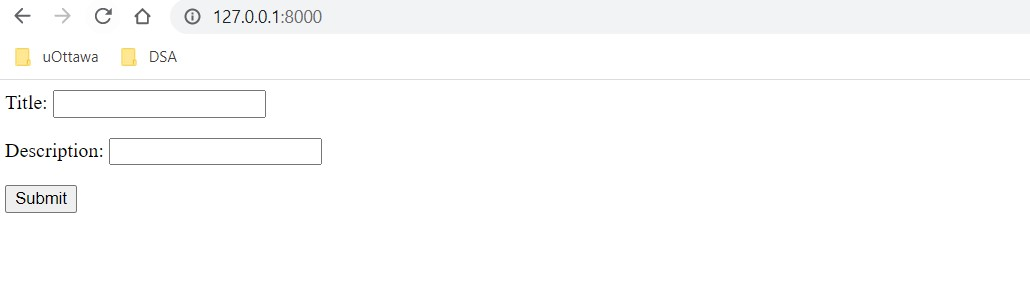 127.0.0.1:8000
uOttawa DSA
Title:
Description:
Submit